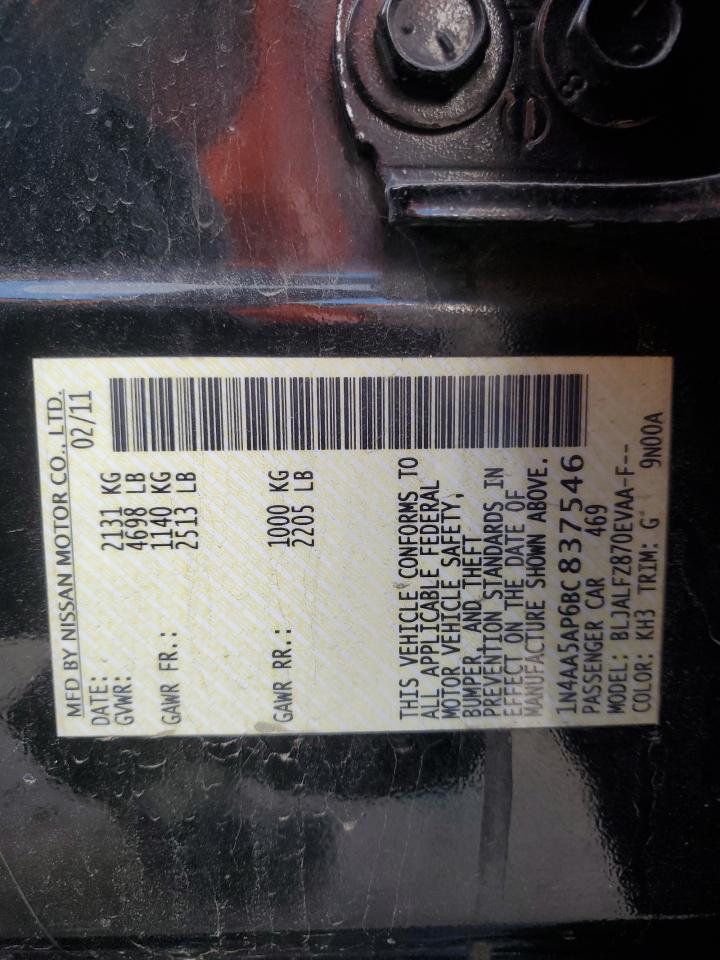 MFD BY NISSAN MOTOR CO., LTD.
DATE: 02/11
GVWR: 2131 KG
4698 LB
GAWR FR.: 1140 KG
2513 LB
GAWR RR.: 1000 KG
2205 LB
THIS VEHICLE CONFORMS TO
ALL APPLICABLE FEDERAL
MOTOR VEHICLE SAFETY,
BUMPER, AND THEFT
PREVENTION STANDARDS IN
EFFECT ON THE DATE OF
MANUFACTURE SHOWN ABOVE.
1N4AA5AP6BC837546
PASSENGER CAR 469
MODEL: BLJALFZ870EVAA-F--
COLOR: KH3 TRIM: G 9N00A
8